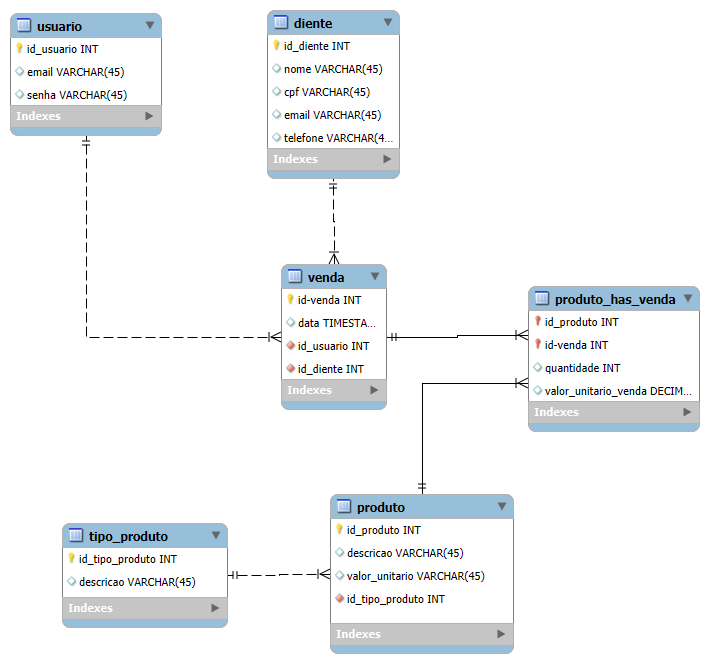 usuario
id_usuario INT
email VARCHAR(45)
senha VARCHAR(45)
Indexes
diente
id_diente INT
nome VARCHAR(45)
cpf VARCHAR(45)
email VARCHAR(45)
telefone VARCHAR(4...
Indexes
venda
id-venda INT
data TIMESTA...
id_usuario INT
id_diente INT
Indexes
produto_has_venda
id_produto INT
id-venda INT
quantidade INT
valor_unitario_venda DECIM...
Indexes
tipo_produto
id_tipo_produto INT
descricao VARCHAR(45)
Indexes
produto
id_produto INT
descricao VARCHAR(45)
valor_unitario VARCHAR(45)
id_tipo_produto INT
Indexes